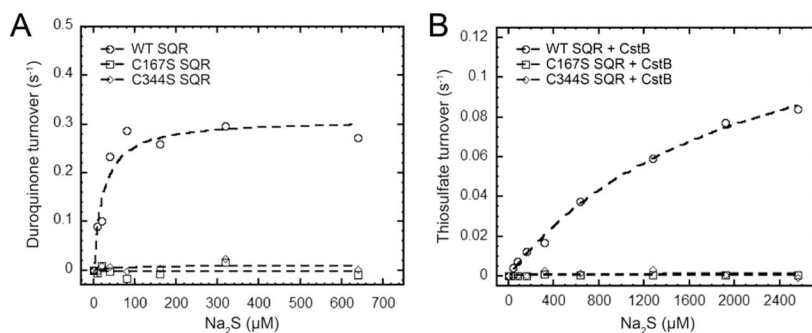 A
WT SQR
C167S SQR
C344S SQR
Duroquinone turnover (s⁻¹)
0.5
0.4
0.3
0.2
0.1
0
0 100 200 300 400 500 600 700
Na₂S (µM)
B
WT SQR + CstB
C167S SQR + CstB
C344S SQR + CstB
Thiosulfate turnover (s⁻¹)
0.12
0.1
0.08
0.06
0.04
0.02
0
0 400 800 1200 1600 2000 2400
Na₂S (µM)